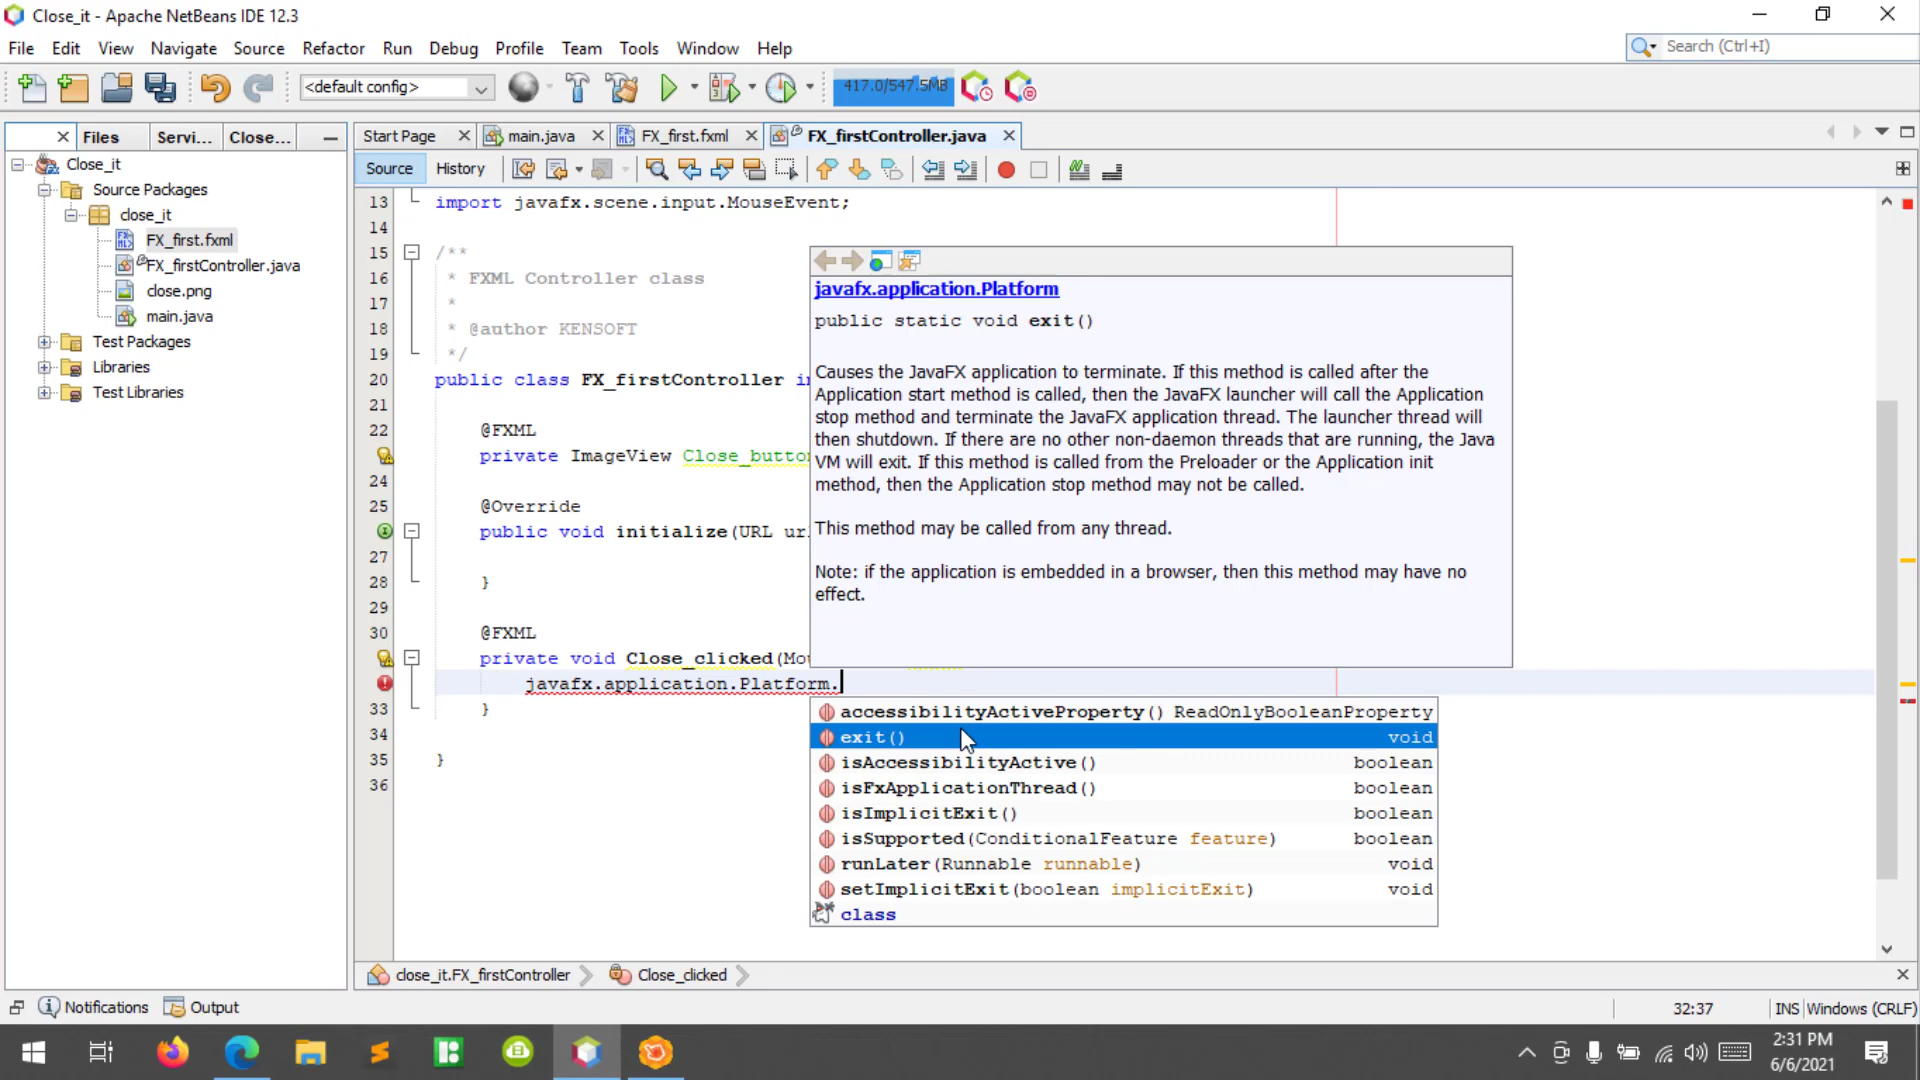 Close_it - Apache NetBeans IDE 12.3
File Edit View Navigate Source Refactor Run Debug Profile Team Tools Window Help
Search (Ctrl+I)
<default config>
417.0/547.5MB
Files Servi... Close...
Start Page main.java FX_first.fxml FX_firstController.java
Source History
Close_it
Source Packages
close_it
FX_first.fxml
FX_firstController.java
close.png
main.java
Test Packages
Libraries
Test Libraries
13 import javafx.scene.input.MouseEvent;
14
15 /**
16 * FXML Controller class
17 *
18 * @author KENSOFT
19 */
20 public class FX_firstController
21
22 @FXML
private ImageView Close_button
24
25 @Override
public void initialize(URL
27
28 }
29
30 @FXML
private void Close_clicked(
javafx.application.Platform.
33 }
34
35 }
36
javafx.application.Platform
public static void exit()
Causes the JavaFX application to terminate. If this method is called after the
Application start method is called, then the JavaFX launcher will call the Application
stop method and terminate the JavaFX application thread. The launcher thread will
then shutdown. If there are no other non-daemon threads that are running, the Java
VM will exit. If this method is called from the Preloader or the Application init
method, then the Application stop method may not be called.
This method may be called from any thread.
Note: if the application is embedded in a browser, then this method may have no
effect.
accessibilityActiveProperty() ReadOnlyBooleanProperty
exit() void
isAccessibilityActive() boolean
isFxApplicationThread() boolean
isImplicitExit() boolean
isSupported(ConditionalFeature feature) boolean
runLater(Runnable runnable) void
setImplicitExit(boolean implicitExit) void
class
close_it.FX_firstController Close_clicked
Notifications Output
32:37 INS Windows (CRLF)
2:31 PM
6/6/2021